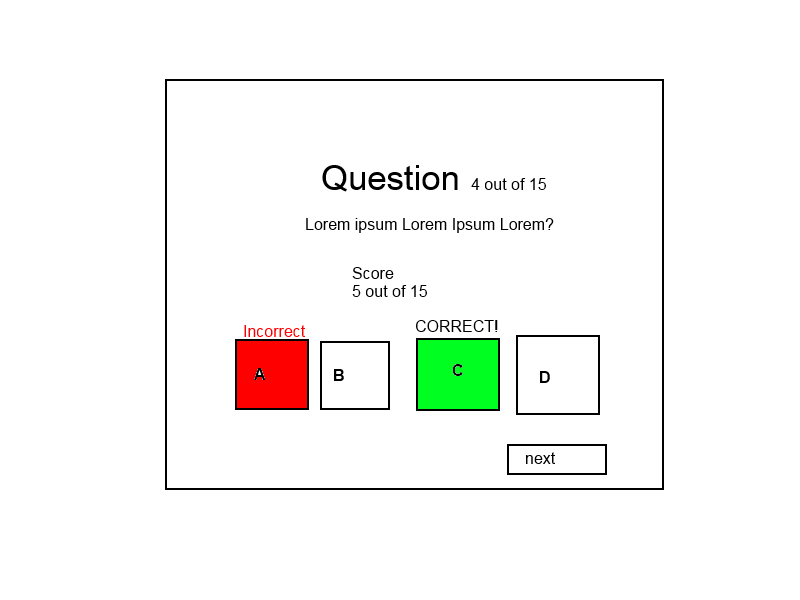 Question 4 out of 15
Lorem ipsum Lorem Ipsum Lorem?
Score
5 out of 15
Incorrect
CORRECT!
A
B
C
D
next